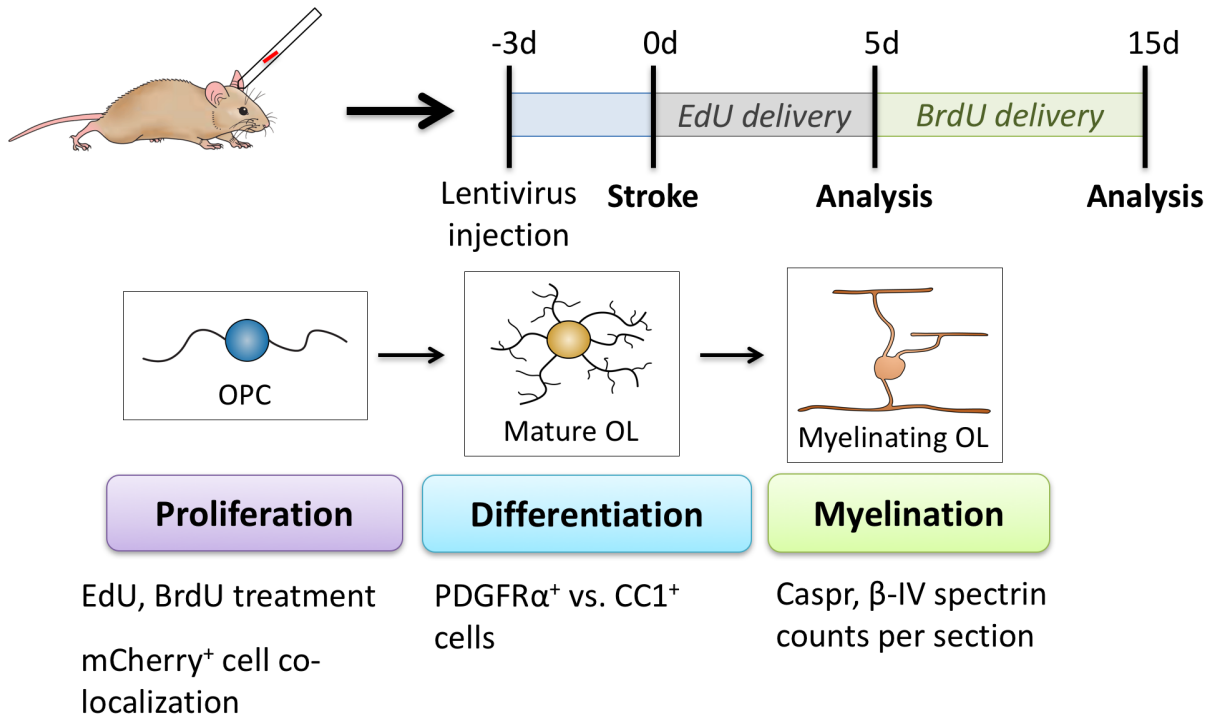 -3d
0d
5d
15d
EdU delivery
BrdU delivery
Lentivirus
injection
Stroke
Analysis
Analysis
OPC
Mature OL
Myelinating OL
Proliferation
Differentiation
Myelination
EdU, BrdU treatment
mCherry⁺ cell co-
localization
PDGFRα⁺ vs. CC1⁺
cells
Caspr, β-IV spectrin
counts per section